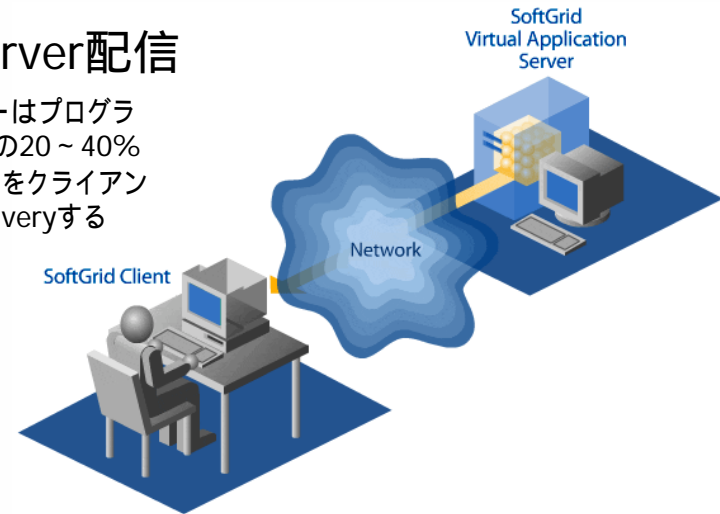 rver配信
ーはプログラ
の20～40%
をクライアン
veryする
SoftGrid
Virtual Application
Server
Network
SoftGrid Client